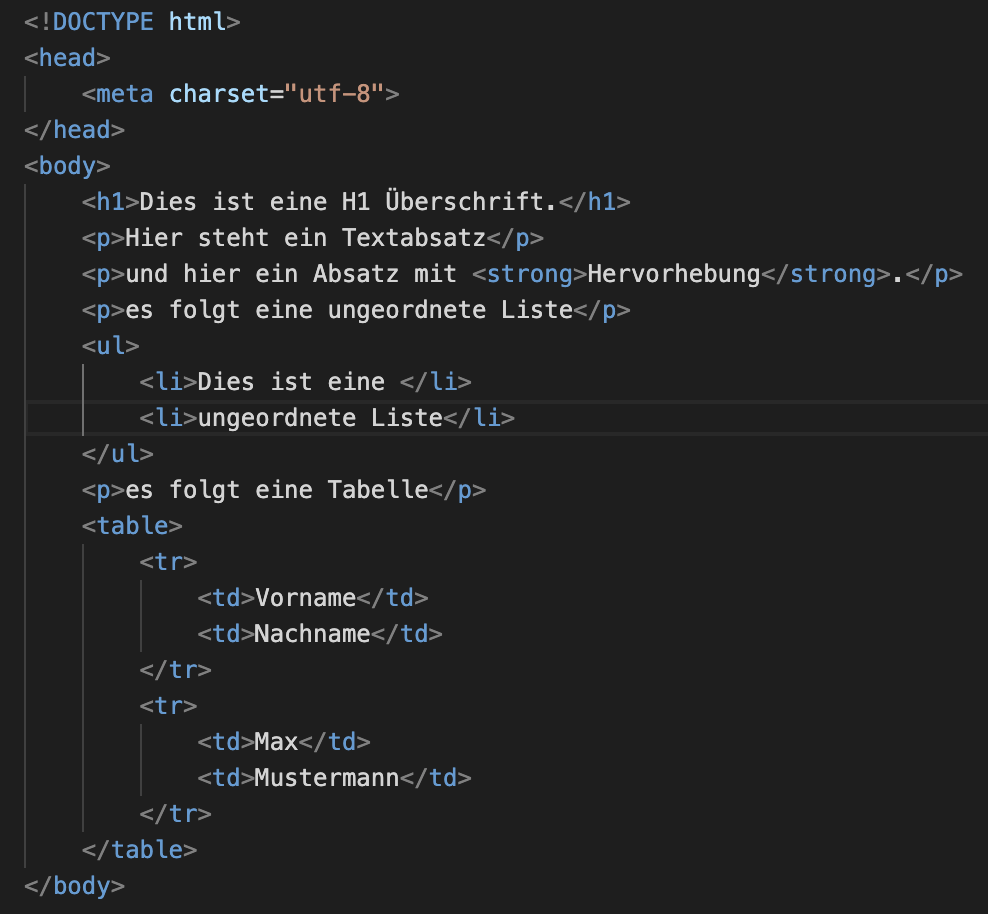 <!DOCTYPE html>
<head>
    <meta charset="utf-8">
</head>
<body>
    <h1>Dies ist eine H1 Überschrift.</h1>
    <p>Hier steht ein Textabsatz</p>
    <p>und hier ein Absatz mit <strong>Hervorhebung</strong>.</p>
    <p>es folgt eine ungeordnete Liste</p>
    <ul>
        <li>Dies ist eine </li>
        <li>ungeordnete Liste</li>
    </ul>
    <p>es folgt eine Tabelle</p>
    <table>
        <tr>
            <td>Vorname</td>
            <td>Nachname</td>
        </tr>
        <tr>
            <td>Max</td>
            <td>Mustermann</td>
        </tr>
    </table>
</body>